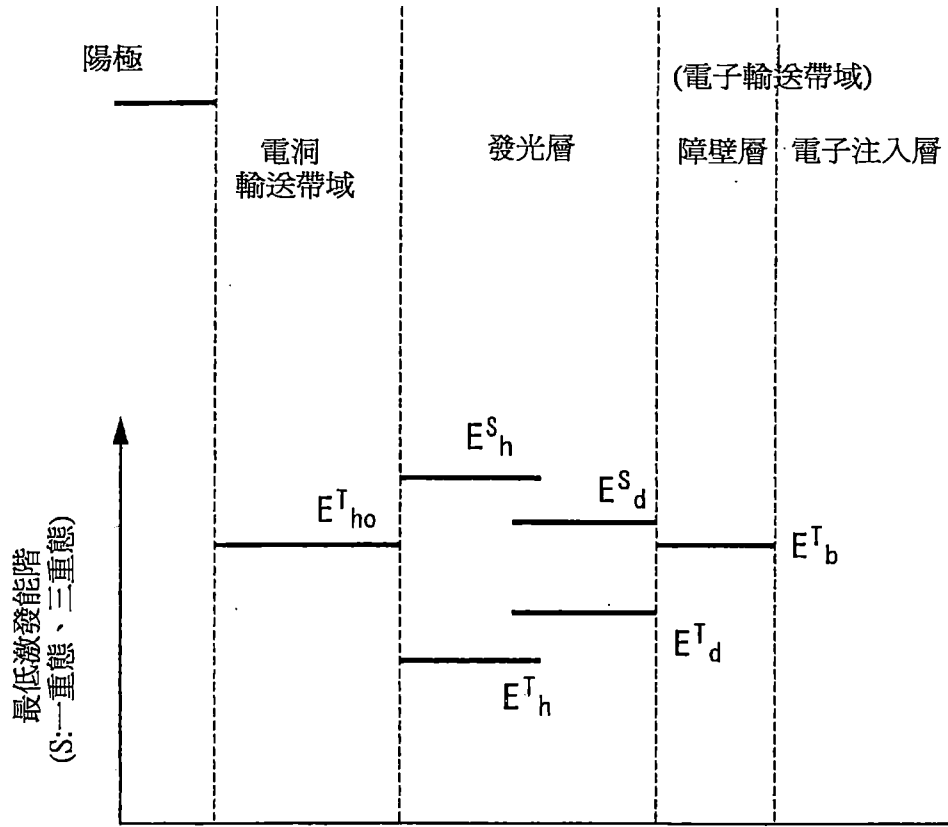 陽極
(電子輸送帶域)
電洞
輸送帶域
發光層
障壁層
電子注入層
E^S_h
E^S_d
E^T_ho
E^T_b
E^T_d
E^T_h
最低激發能階
(S:一重態、三重態)